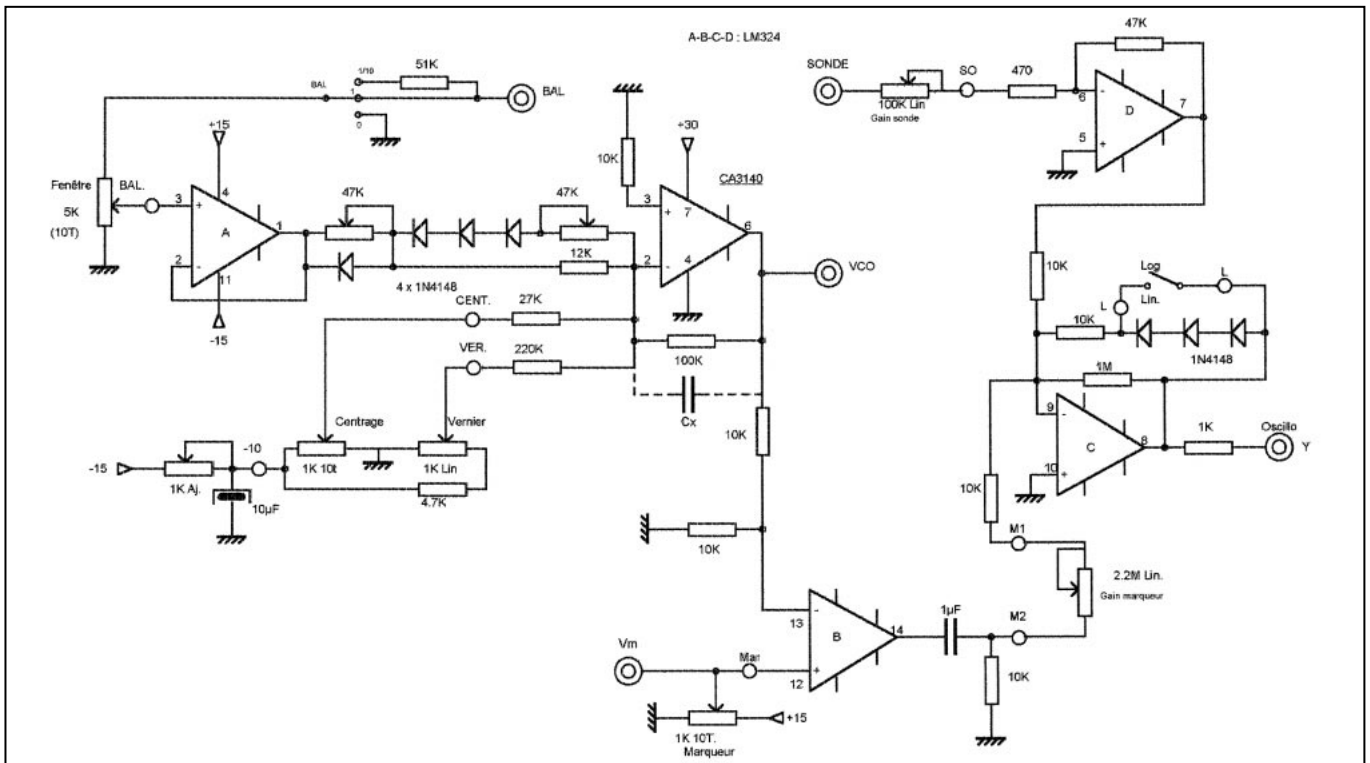 A-B-C-D : LM324
47K
51K
1/10
BAL
1
0
BAL
SONDE
SO
470
100K Lin
Gain sonde
6
-
D
7
5
+
+15
+30
10K
CA3140
Fenêtre
BAL.
5K
(10T)
3
+
4
A
1
2
-
11
-15
47K
47K
12K
4 x 1N4148
3
+
7
6
2
-
4
VCO
CENT.
27K
VER.
220K
100K
Cx
10K
10K
Log
Lin.
L
L
10K
1N4148
1M
9
-
C
8
10
+
1K
Oscillo
Y
Centrage
Vernier
-15
-10
1K Aj.
10µF
1K 10t
1K Lin
4.7K
10K
10K
M1
2.2M Lin.
Gain marqueur
M2
13
-
B
14
12
+
1µF
10K
Vm
Mar
+15
1K 10T.
Marqueur